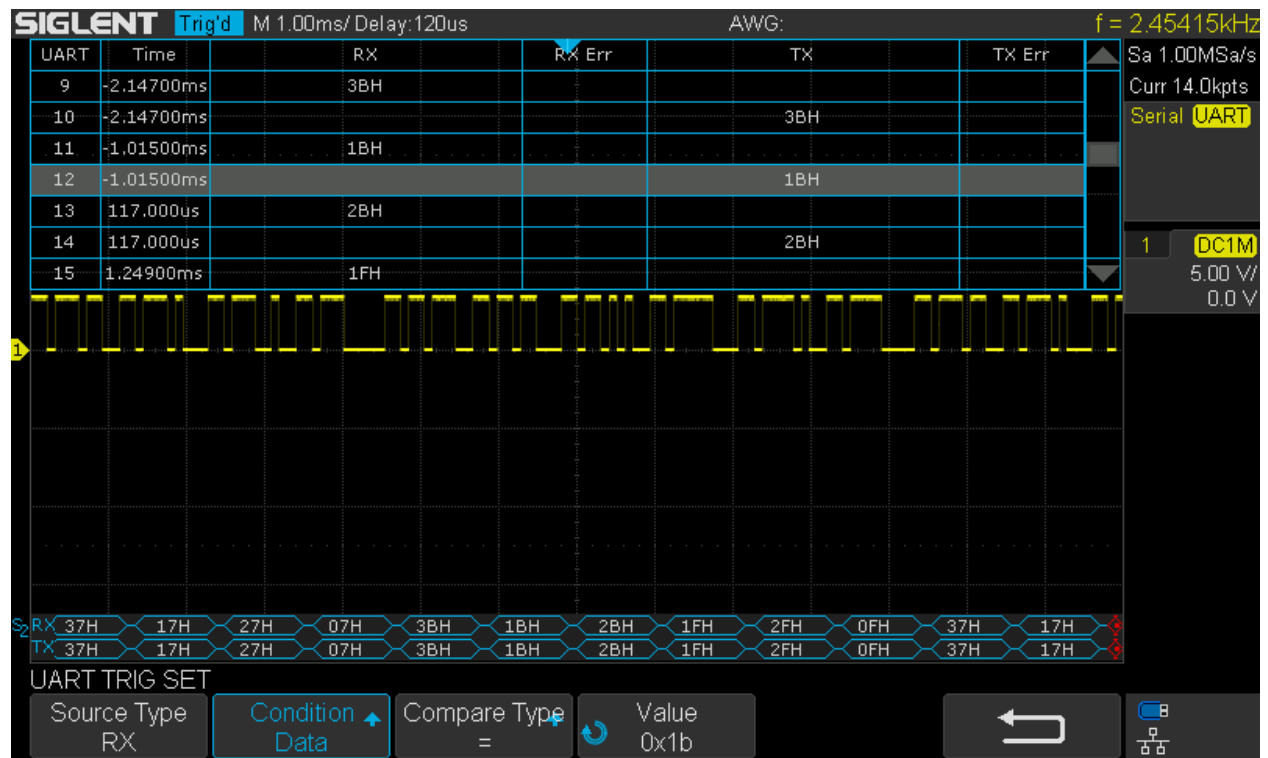 SIGLENT Trig'd M 1.00ms/ Delay:120us AWG: f = 2.45415kHz
UART Time RX RX Err TX TX Err Sa 1.00MSa/s
9 -2.14700ms 3BH Curr 14.0kpts
10 -2.14700ms 3BH Serial UART
11 -1.01500ms 1BH
12 -1.01500ms 1BH
13 117.000us 2BH
14 117.000us 2BH 1 DC1M
15 1.24900ms 1FH 5.00 V/
0.0 V
1
S2 RX 37H 17H 27H 07H 3BH 1BH 2BH 1FH 2FH 0FH 37H 17H
TX 37H 17H 27H 07H 3BH 1BH 2BH 1FH 2FH 0FH 37H 17H
UART TRIG SET
Source Type Condition Compare Type Value
RX Data = 0x1b